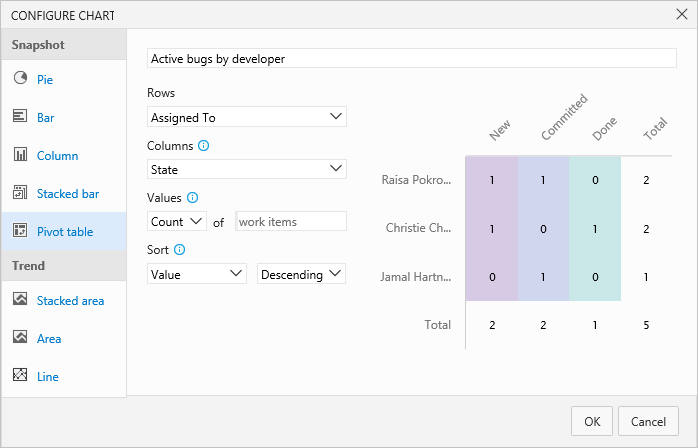 CONFIGURE CHART
Snapshot
Pie
Bar
Column
Stacked bar
Pivot table
Trend
Stacked area
Area
Line
Active bugs by developer
Rows
Assigned To
Columns
State
Values
Count of work items
Sort
Value Descending
New Committed Done Total
Raisa Pokro... 1 1 0 2
Christie Ch... 1 0 1 2
Jamal Hartn... 0 1 0 1
Total 2 2 1 5
OK Cancel